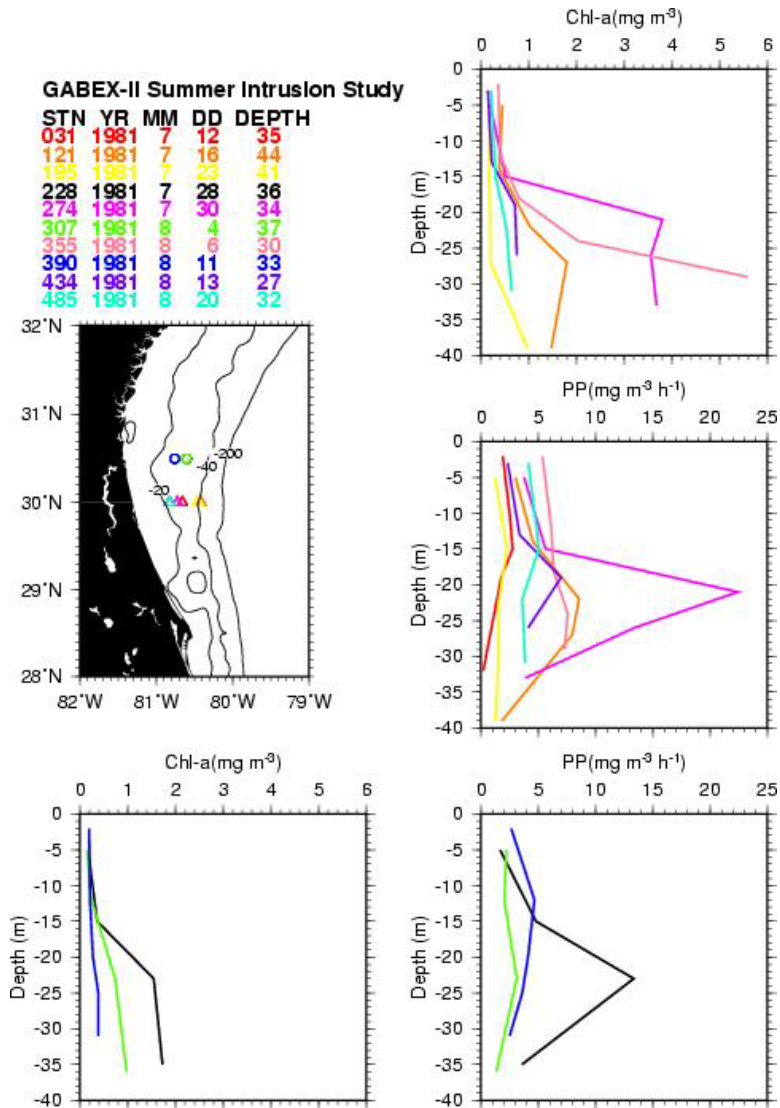 GABEX-II Summer Intrusion Study
STN YR MM DD DEPTH
031 1981 7 12 35
121 1981 7 16 44
195 1981 7 23 41
228 1981 7 28 36
274 1981 7 30 34
307 1981 8 4 37
355 1981 8 6 30
390 1981 8 11 33
434 1981 8 13 27
485 1981 8 20 32
Chl-a(mg m⁻³)
0 1 2 3 4 5 6
0
-5
-10
-15
-20
-25
-30
-35
-40
Depth (m)
32°N
31°N
30°N
29°N
28°N
82°W 81°W 80°W 79°W
-200
-40
-20
PP(mg m⁻³ h⁻¹)
0 5 10 15 20 25
0
-5
-10
-15
-20
-25
-30
-35
-40
Depth (m)
Chl-a(mg m⁻³)
0 1 2 3 4 5 6
0
-5
-10
-15
-20
-25
-30
-35
-40
Depth (m)
PP(mg m⁻³ h⁻¹)
0 5 10 15 20 25
0
-5
-10
-15
-20
-25
-30
-35
-40
Depth (m)